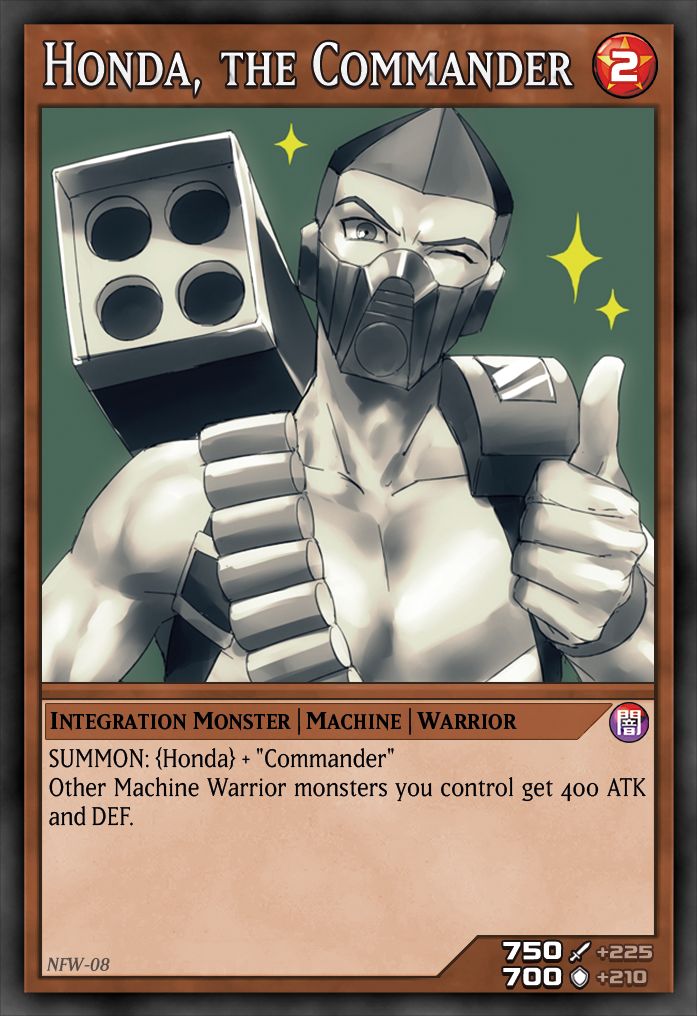 Honda, the Commander
2
Integration Monster | Machine | Warrior
闇
SUMMON: {Honda} + "Commander"
Other Machine Warrior monsters you control get 400 ATK
and DEF.
750 +225
700 +210
NFW-08